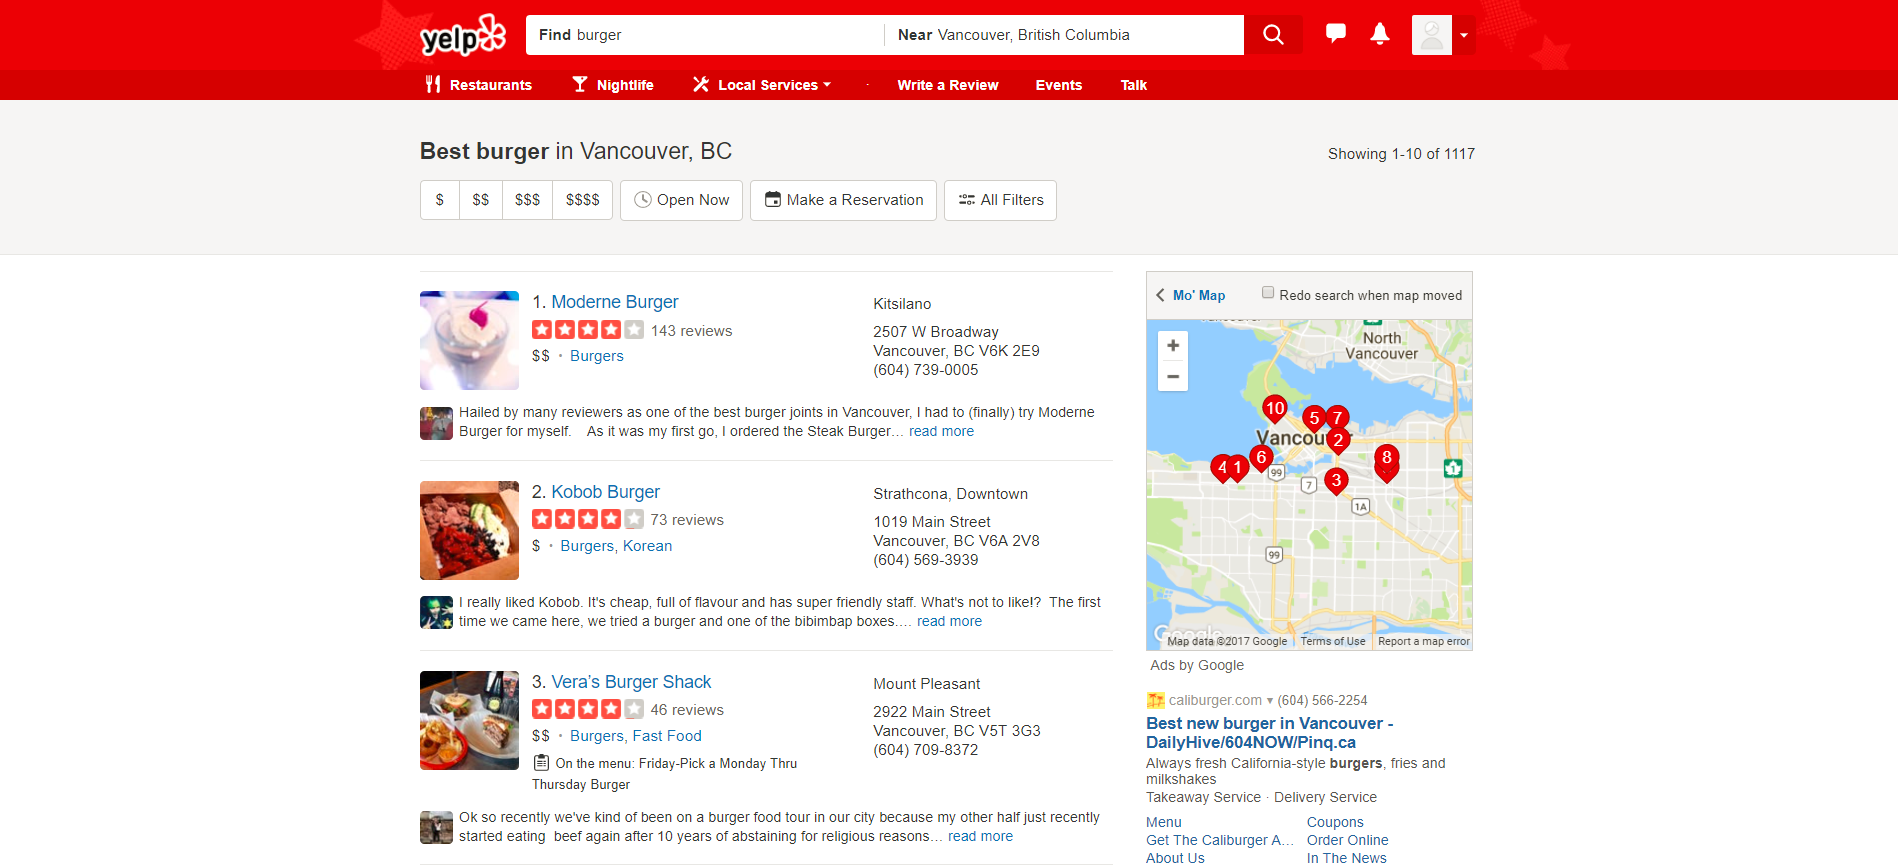 yelp
Find burger
Near Vancouver, British Columbia
Restaurants
Nightlife
Local Services
Write a Review
Events
Talk
Best burger in Vancouver, BC
Showing 1-10 of 1117
$
$$
$$$
$$$$
Open Now
Make a Reservation
All Filters
1. Moderne Burger
143 reviews
$$ • Burgers
Kitsilano
2507 W Broadway
Vancouver, BC V6K 2E9
(604) 739-0005
Hailed by many reviewers as one of the best burger joints in Vancouver, I had to (finally) try Moderne
Burger for myself. As it was my first go, I ordered the Steak Burger… read more
2. Kobob Burger
73 reviews
$ • Burgers, Korean
Strathcona, Downtown
1019 Main Street
Vancouver, BC V6A 2V8
(604) 569-3939
I really liked Kobob. It's cheap, full of flavour and has super friendly staff. What's not to like!? The first
time we came here, we tried a burger and one of the bibimbap boxes.… read more
3. Vera's Burger Shack
46 reviews
$$ • Burgers, Fast Food
On the menu: Friday-Pick a Monday Thru
Thursday Burger
Mount Pleasant
2922 Main Street
Vancouver, BC V5T 3G3
(604) 709-8372
Ok so recently we've kind of been on a burger food tour in our city because my other half just recently
started eating beef again after 10 years of abstaining for religious reasons… read more
Mo' Map
Redo search when map moved
+
−
North
Vancouver
10
5
7
Vancou
2
4
1
6
99
8
7
3
1
1A
99
Google
Map data ©2017 Google
Terms of Use
Report a map error
Ads by Google
caliburger.com ▾ (604) 566-2254
Best new burger in Vancouver -
DailyHive/604NOW/Pinq.ca
Always fresh California-style burgers, fries and
milkshakes
Takeaway Service · Delivery Service
Menu
Coupons
Get The Caliburger A...
Order Online
About Us
In The News